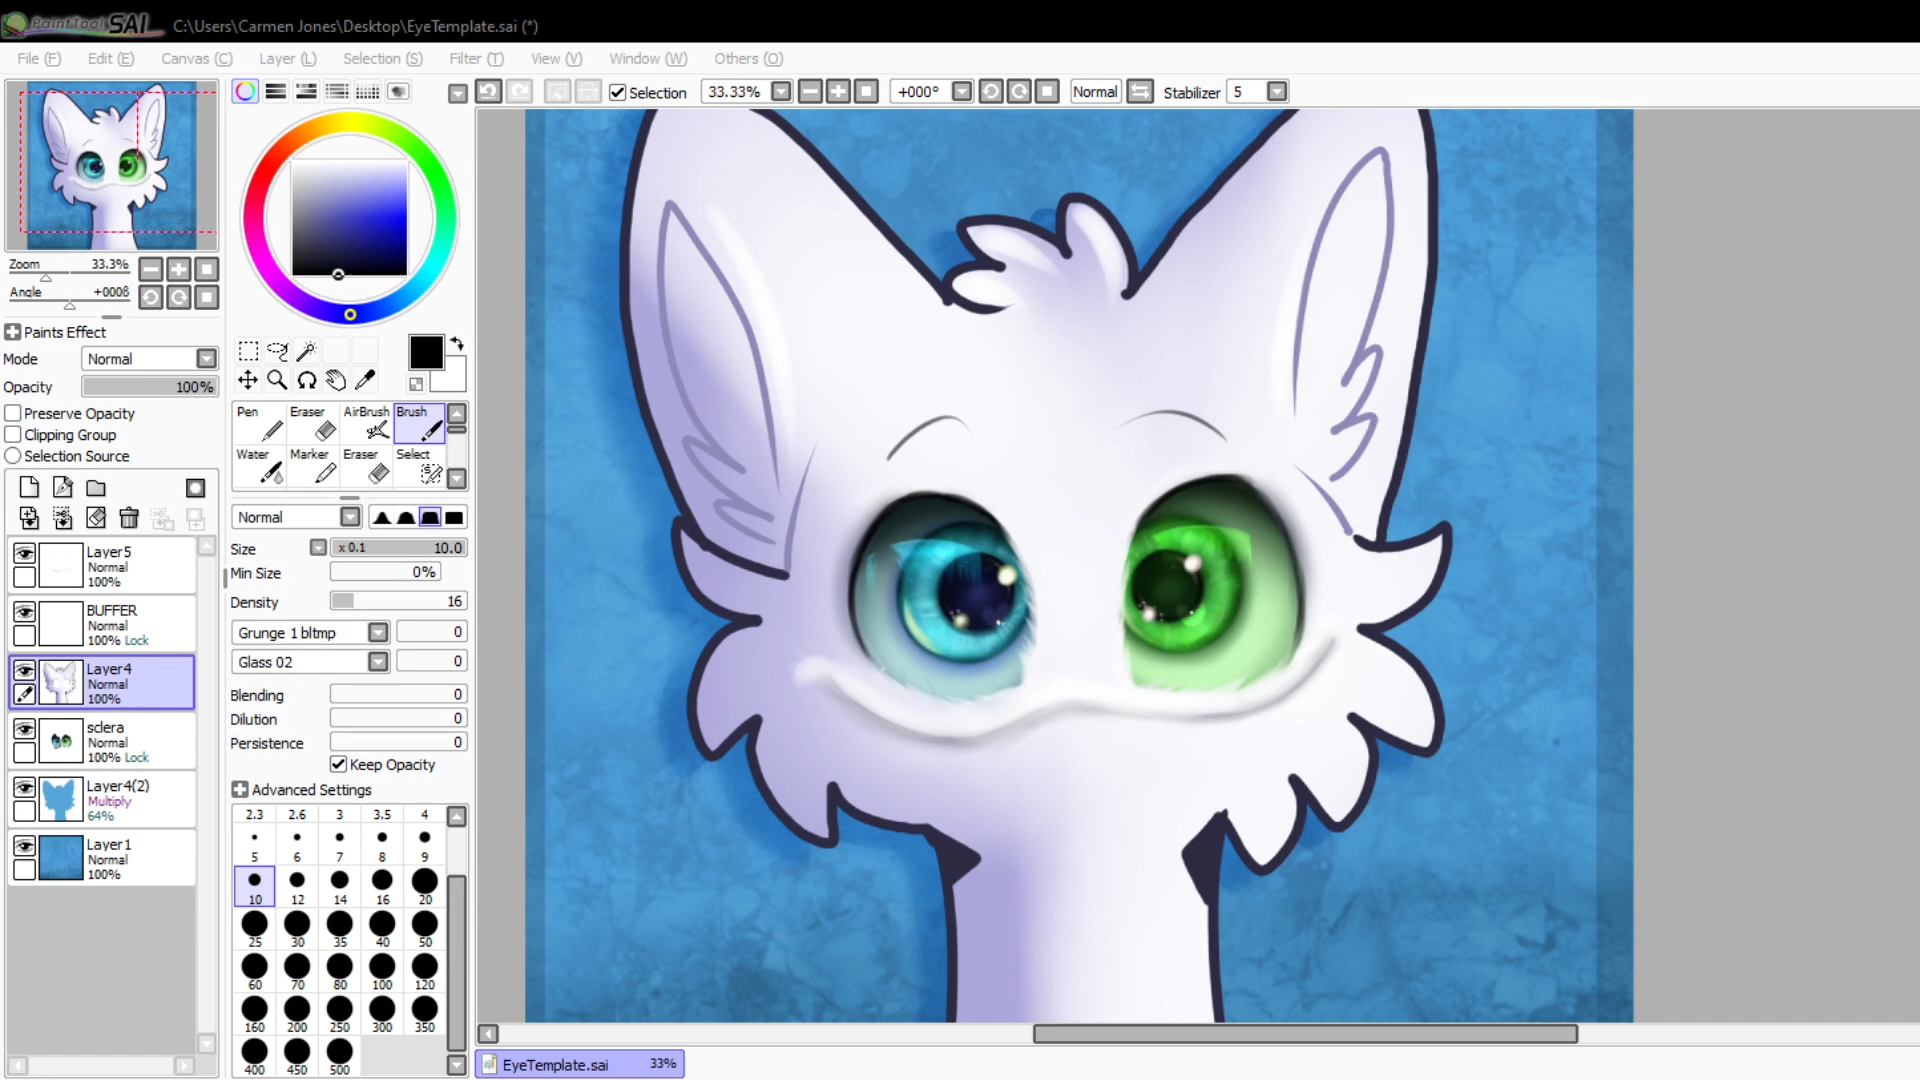 PaintTool SAI C:\Users\Carmen Jones\Desktop\EyeTemplate.sai (*)
File (F) Edit (E) Canvas (C) Layer (L) Selection (S) Filter (T) View (V) Window (W) Others (O)
Selection 33.33% +000° Normal Stabilizer 5
Zoom 33.3%
Angle +000ß
Paints Effect
Mode Normal
Opacity 100%
Preserve Opacity
Clipping Group
Selection Source
Layer5
Normal
100%
BUFFER
Normal
100% Lock
Layer4
Normal
100%
sclera
Normal
100% Lock
Layer4(2)
Multiply
64%
Layer1
Normal
100%
Pen Eraser AirBrush Brush
Water Marker Eraser Select
Normal
Size x 0.1 10.0
Min Size 0%
Density 16
Grunge 1 bltmp 0
Glass 02 0
Blending 0
Dilution 0
Persistence 0
Keep Opacity
Advanced Settings
2.3 2.6 3 3.5 4
5 6 7 8 9
10 12 14 16 20
25 30 35 40 50
60 70 80 100 120
160 200 250 300 350
400 450 500
EyeTemplate.sai 33%